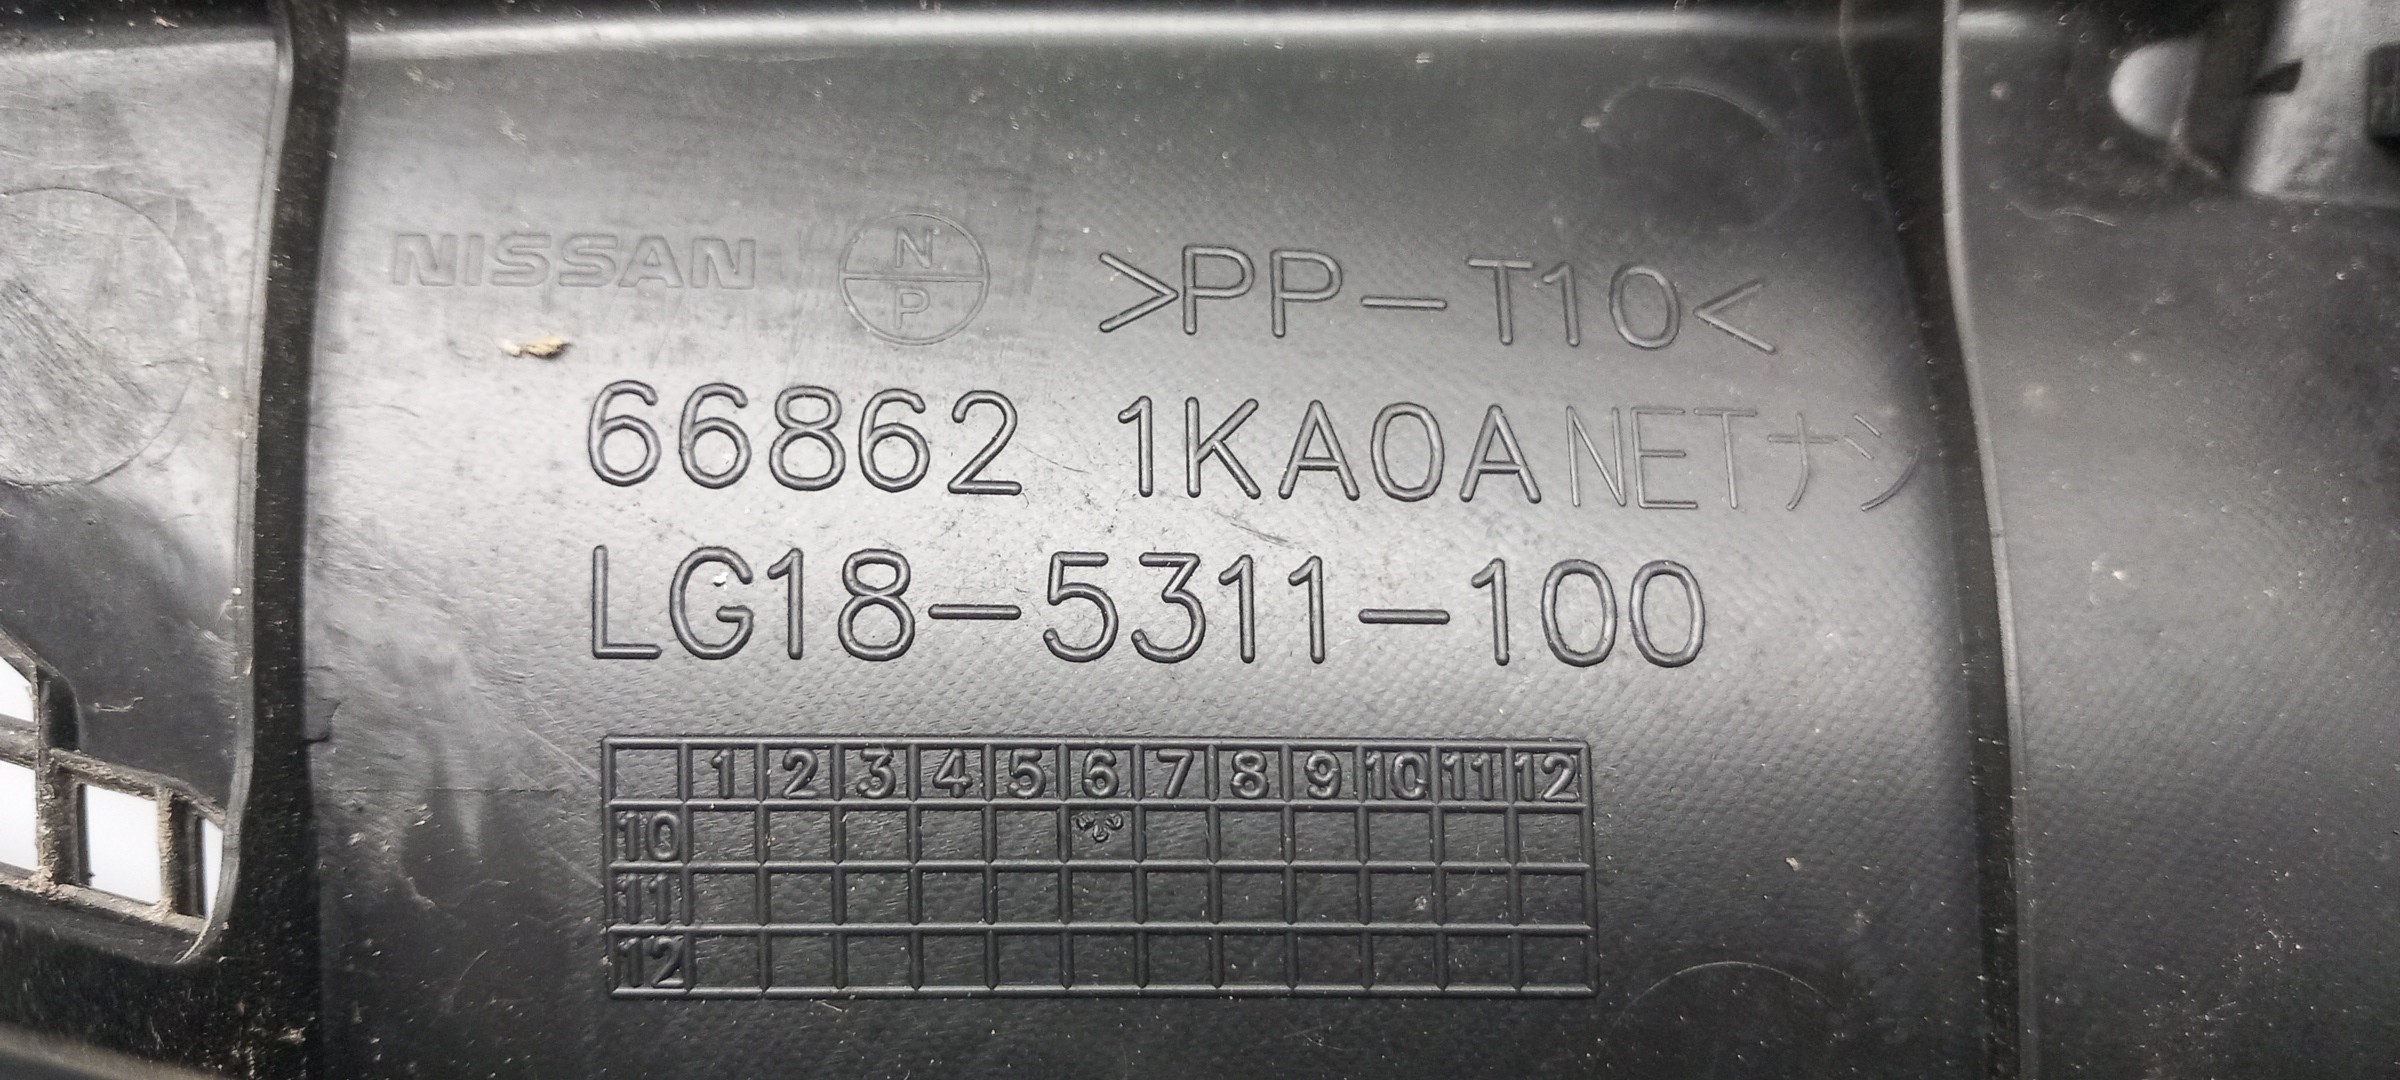 NISSAN N P >PP-T10<
66862 1KA0A NETナシ
LG18-5311-100
1 2 3 4 5 6 7 8 9 10 11 12
10
11
12